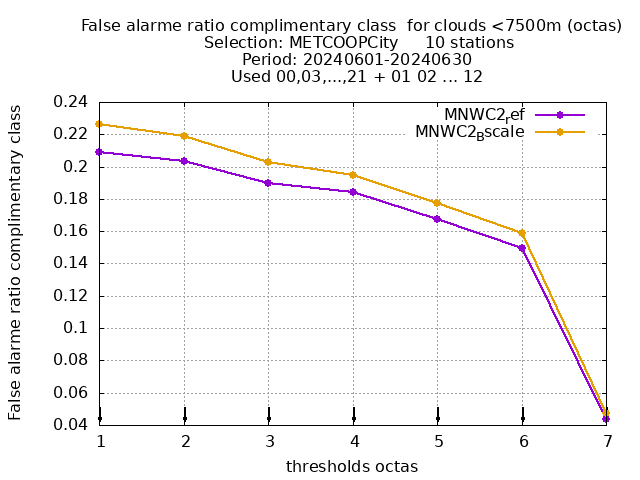 False alarme ratio complimentary class  for clouds <7500m (octas)
Selection: METCOOPCity     10 stations
Period: 20240601-20240630
Used 00,03,...,21 + 01 02 ... 12
MNWC2_ref
MNWC2_Bscale
False alarme ratio complimentary class
0.24
0.22
0.2
0.18
0.16
0.14
0.12
0.1
0.08
0.06
0.04
1 2 3 4 5 6 7
thresholds octas